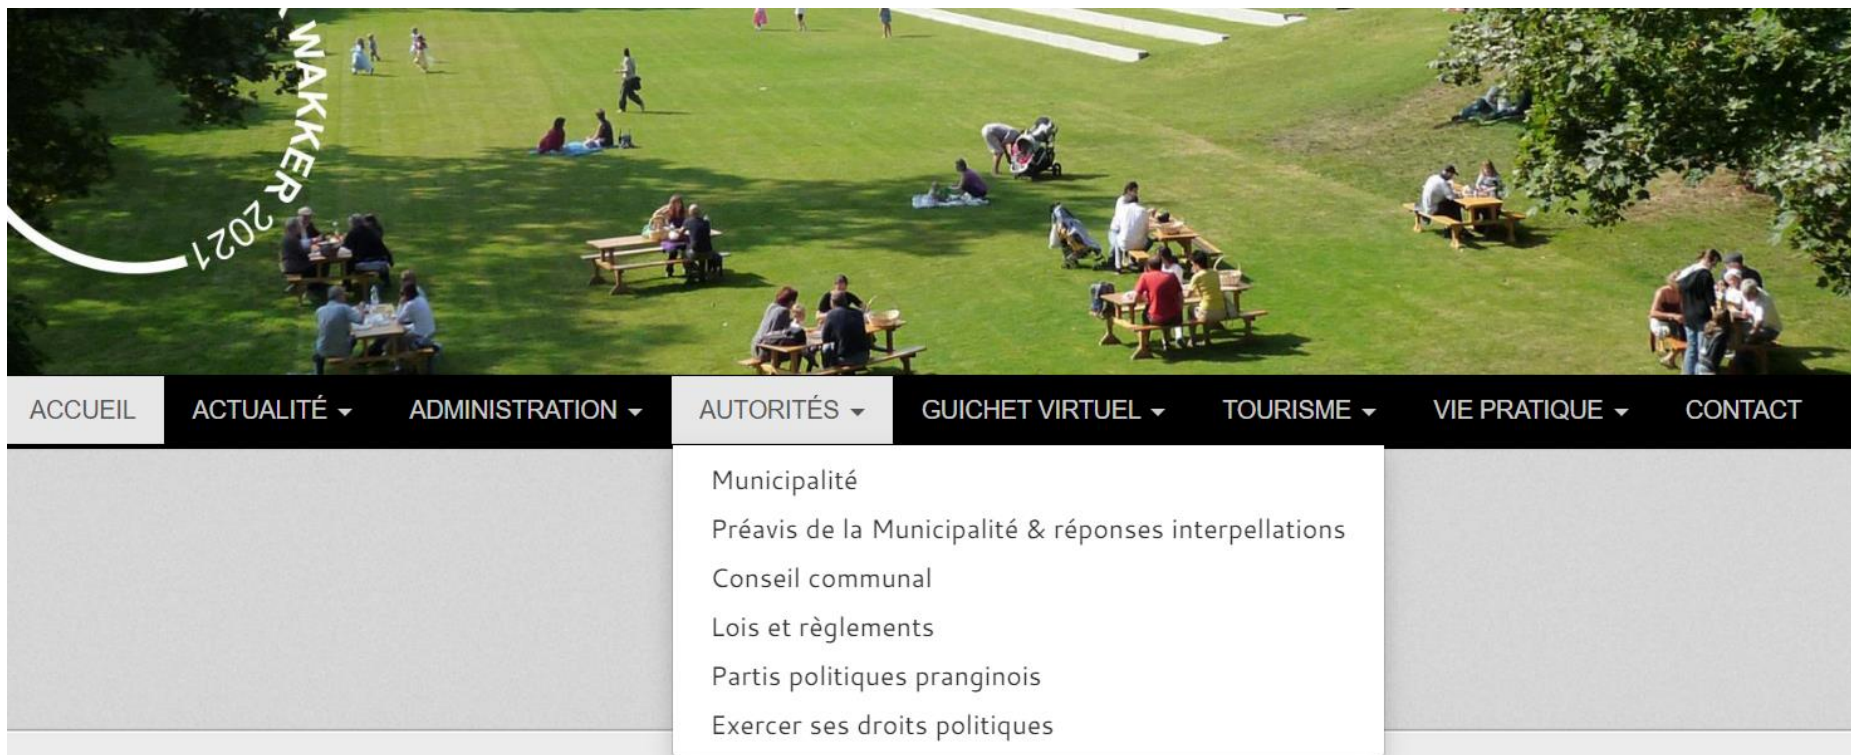 WAKKER 2021
ACCUEIL ACTUALITÉ ADMINISTRATION AUTORITÉS GUICHET VIRTUEL TOURISME VIE PRATIQUE CONTACT
Municipalité
Préavis de la Municipalité & réponses interpellations
Conseil communal
Lois et règlements
Partis politiques pranginois
Exercer ses droits politiques